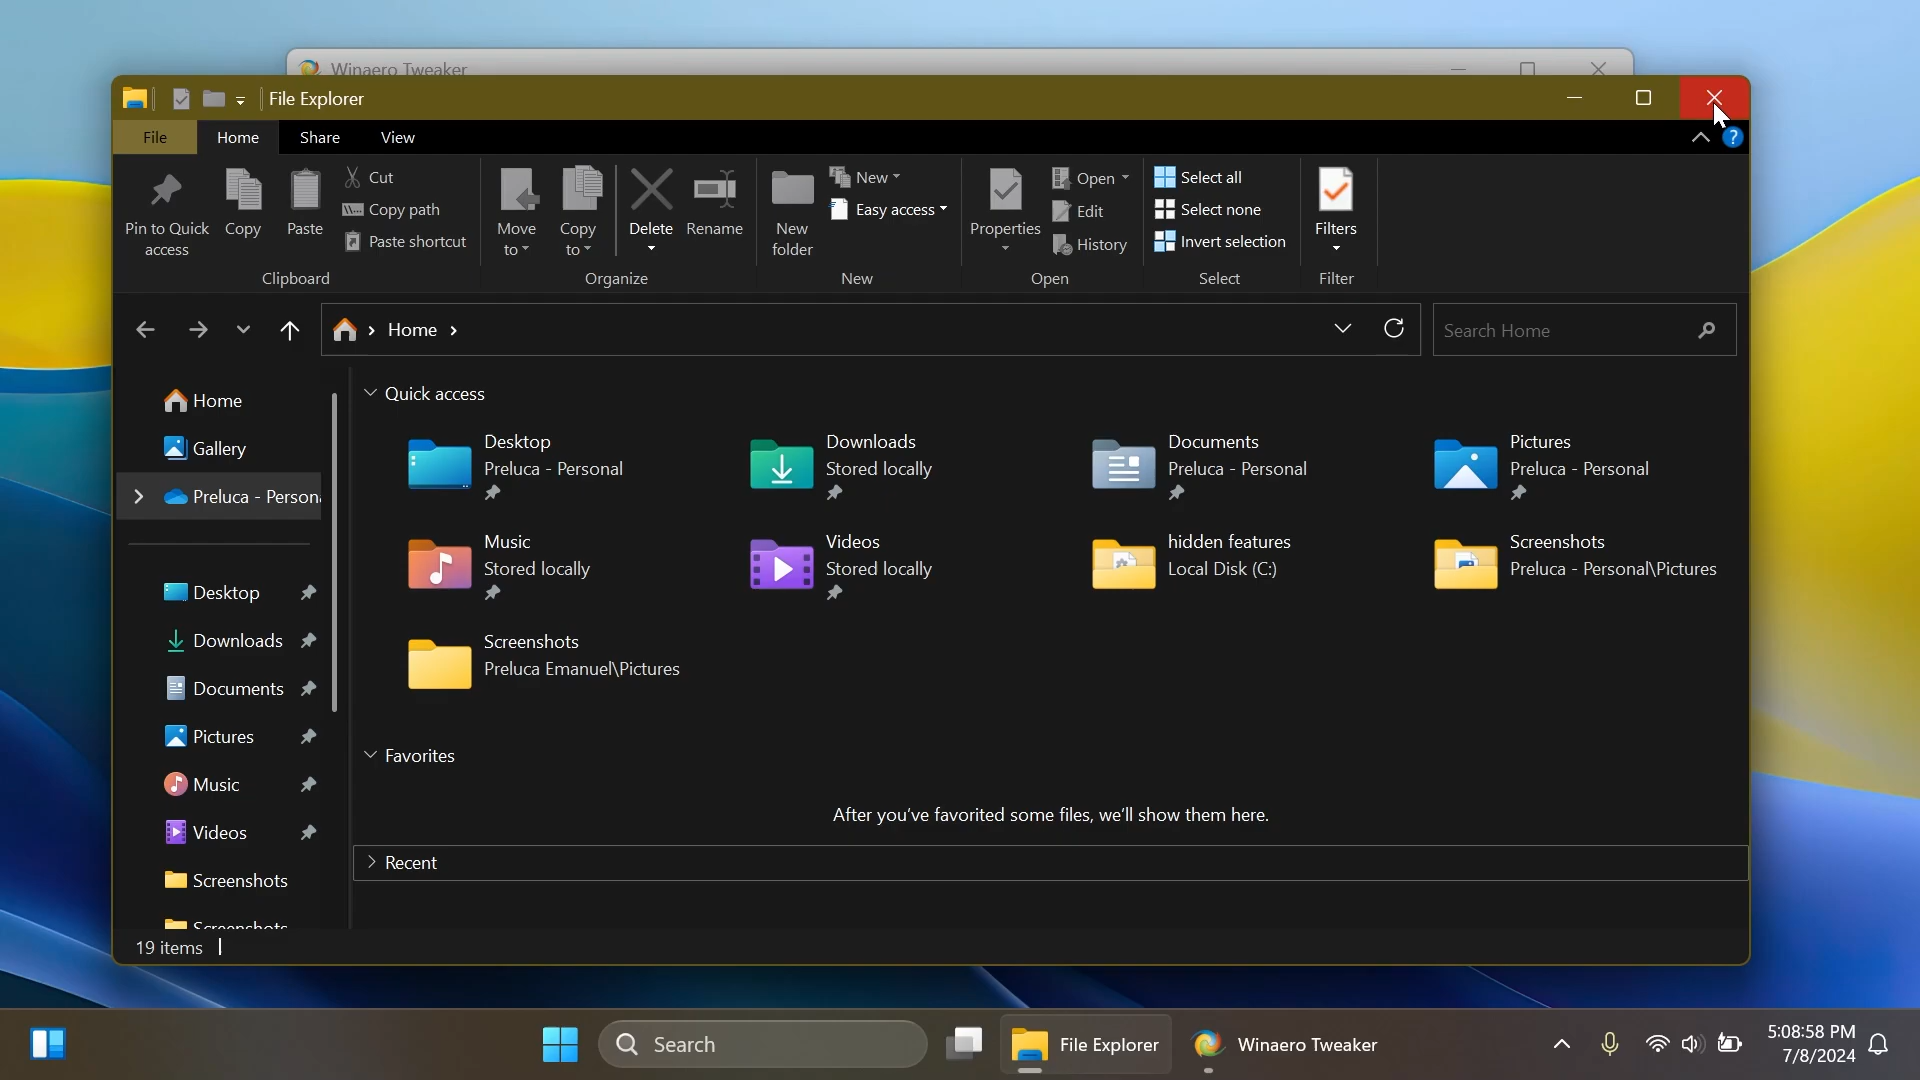 Winaero Tweaker
File Explorer
File
Home
Share
View
?
Pin to Quick
access
Copy
Paste
Cut
Copy path
Paste shortcut
Clipboard
Move
to
Copy
to
Delete
Rename
Organize
New
folder
New
Easy access
New
Properties
Open
Edit
History
Open
Select all
Select none
Invert selection
Select
Filters
Filter
Home
Search Home
Home
Gallery
Preluca - Person
Desktop
Downloads
Documents
Pictures
Music
Videos
Screenshots
Screenshots
Quick access
Desktop
Preluca - Personal
Downloads
Stored locally
Documents
Preluca - Personal
Pictures
Preluca - Personal
Music
Stored locally
Videos
Stored locally
hidden features
Local Disk (C:)
Screenshots
Preluca - Personal\Pictures
Screenshots
Preluca Emanuel\Pictures
Favorites
After you've favorited some files, we'll show them here.
Recent
19 items
Search
File Explorer
Winaero Tweaker
5:08:58 PM
7/8/2024